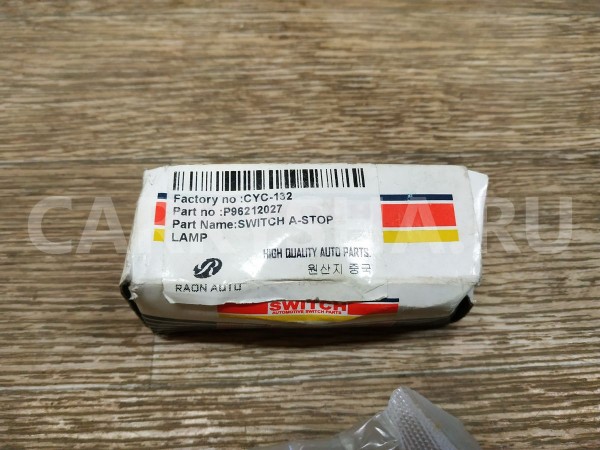 Factory no :CYC-132
Part no :P96212027
Part Name:SWITCH A-STOP
LAMP
HIGH QUALITY AUTO PARTS.
원산지 중국
RAON AUTO
SWITCH
AUTOMOTIVE SWITCH PARTS